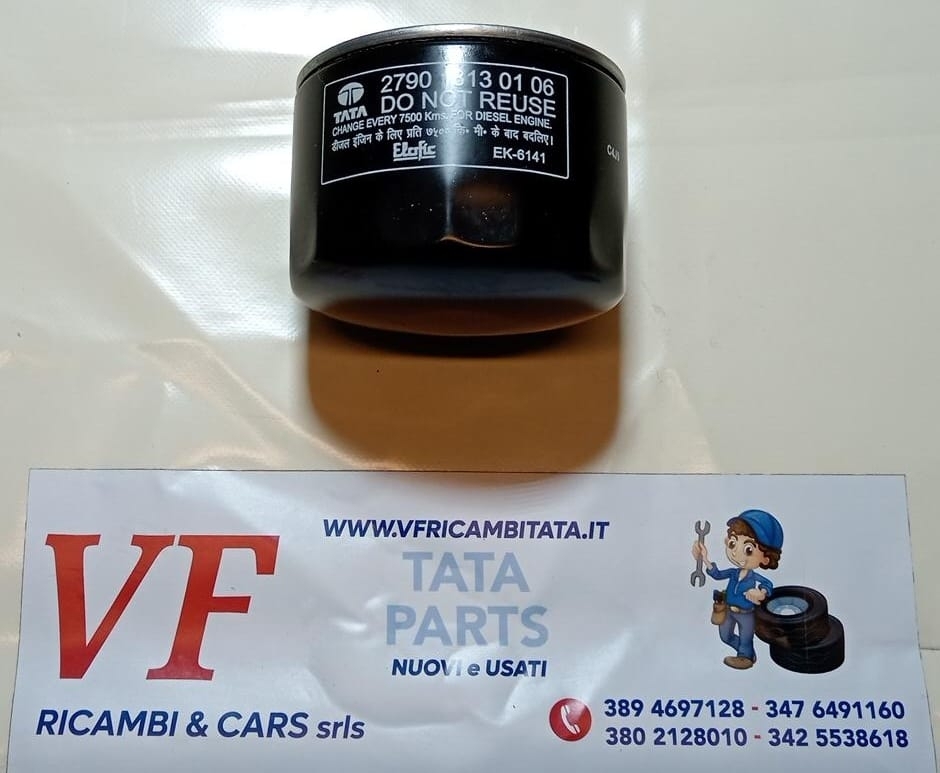 TATA
2790 1813 01 06
DO NOT REUSE
CHANGE EVERY 7500 Kms. FOR DIESEL ENGINE.
डीजल इंजिन के लिए प्रति ७५०० कि॰ मी॰ के बाद बदलिए।
Elofic EK-6141
WWW.VFRICAMBITATA.IT
VF
TATA
PARTS
NUOVI e USATI
RICAMBI & CARS srls
389 4697128 - 347 6491160
380 2128010 - 342 5538618